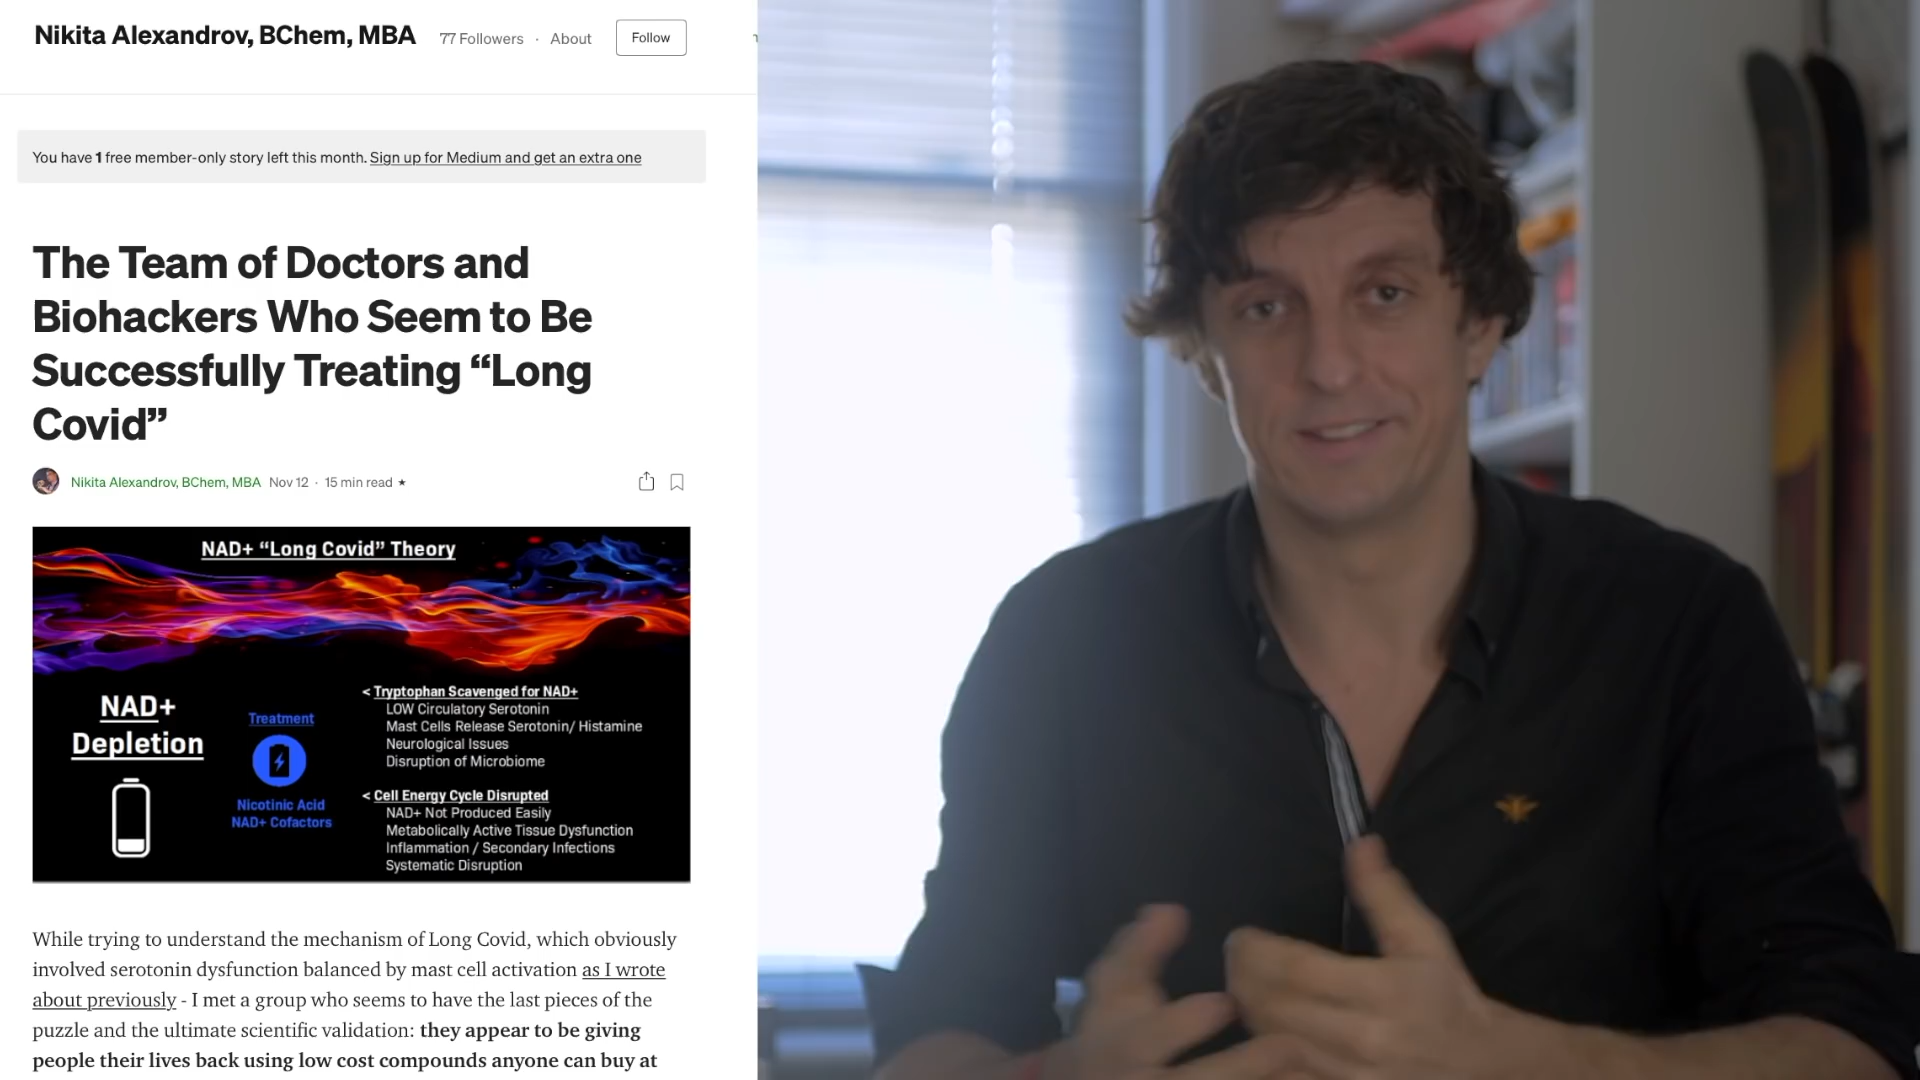 Nikita Alexandrov, BChem, MBA 77 Followers · About Follow
You have 1 free member-only story left this month. Sign up for Medium and get an extra one
The Team of Doctors and
Biohackers Who Seem to Be
Successfully Treating “Long
Covid”
Nikita Alexandrov, BChem, MBA Nov 12 · 15 min read ★
NAD+ “Long Covid” Theory
NAD+
Depletion
Treatment
Nicotinic Acid
NAD+ Cofactors
< Tryptophan Scavenged for NAD+
LOW Circulatory Serotonin
Mast Cells Release Serotonin/ Histamine
Neurological Issues
Disruption of Microbiome
< Cell Energy Cycle Disrupted
NAD+ Not Produced Easily
Metabolically Active Tissue Dysfunction
Inflammation / Secondary Infections
Systematic Disruption
While trying to understand the mechanism of Long Covid, which obviously
involved serotonin dysfunction balanced by mast cell activation as I wrote
about previously - I met a group who seems to have the last pieces of the
puzzle and the ultimate scientific validation: they appear to be giving
people their lives back using low cost compounds anyone can buy at